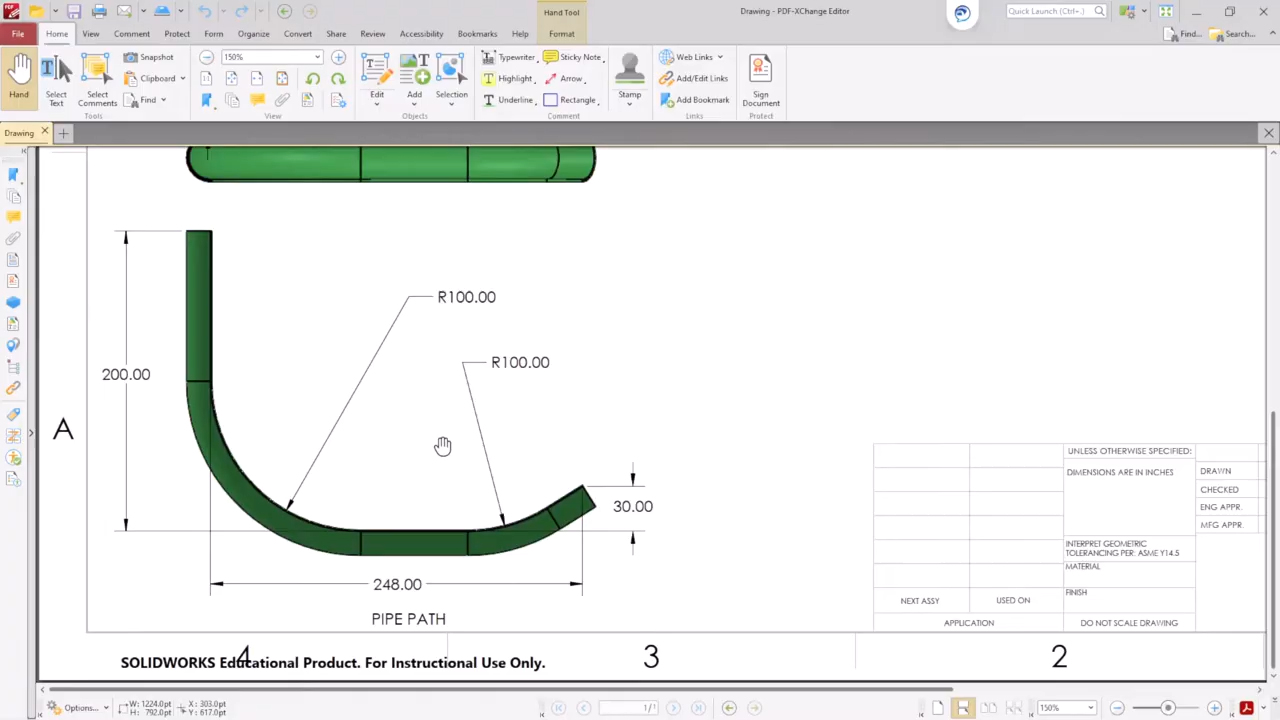 Drawing - PDF-XChange Editor
Hand Tool
Quick Launch (Ctrl+.)
File
Home
View
Comment
Protect
Form
Organize
Convert
Share
Review
Accessibility
Bookmarks
Help
Format
Find...
Search...
Hand
Select
Text
Select
Comments
Snapshot
Clipboard
Find
Tools
150%
View
Edit
Add
Selection
Objects
Typewriter
Sticky Note
Highlight
Arrow
Underline
Rectangle
Comment
Stamp
Web Links
Add/Edit Links
Add Bookmark
Links
Sign
Document
Protect
Drawing
R100.00
R100.00
200.00
30.00
248.00
PIPE PATH
A
UNLESS OTHERWISE SPECIFIED:
DIMENSIONS ARE IN INCHES
DRAWN
CHECKED
ENG APPR.
MFG APPR.
INTERPRET GEOMETRIC
TOLERANCING PER: ASME Y14.5
MATERIAL
FINISH
NEXT ASSY
USED ON
APPLICATION
DO NOT SCALE DRAWING
4
3
2
SOLIDWORKS Educational Product. For Instructional Use Only.
Options...
W: 1224.0pt
H: 792.0pt
X: 303.0pt
Y: 617.0pt
1/1
150%